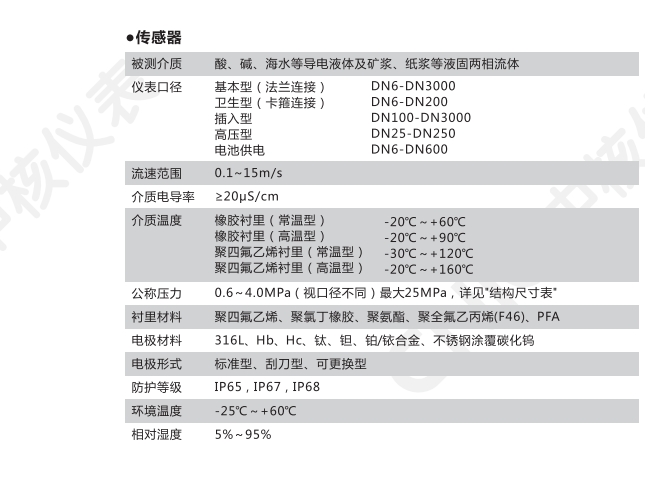 ●传感器
被测介质 酸、碱、海水等导电液体及矿浆、纸浆等液固两相流体
仪表口径 基本型（法兰连接） DN6-DN3000
卫生型（卡箍连接） DN6-DN200
插入型 DN100-DN3000
高压型 DN25-DN250
电池供电 DN6-DN600
流速范围 0.1~15m/s
介质电导率 ≥20μS/cm
介质温度 橡胶衬里（常温型） -20℃~+60℃
橡胶衬里（高温型） -20℃~+90℃
聚四氟乙烯衬里（常温型） -30℃~+120℃
聚四氟乙烯衬里（高温型） -20℃~+160℃
公称压力 0.6~4.0MPa（视口径不同）最大25MPa，详见"结构尺寸表"
衬里材料 聚四氟乙烯、聚氯丁橡胶、聚氨酯、聚全氟乙丙烯(F46)、PFA
电极材料 316L、Hb、Hc、钛、钽、铂/铱合金、不锈钢涂覆碳化钨
电极形式 标准型、刮刀型、可更换型
防护等级 IP65，IP67，IP68
环境温度 -25℃~+60℃
相对湿度 5%~95%
中核仪表